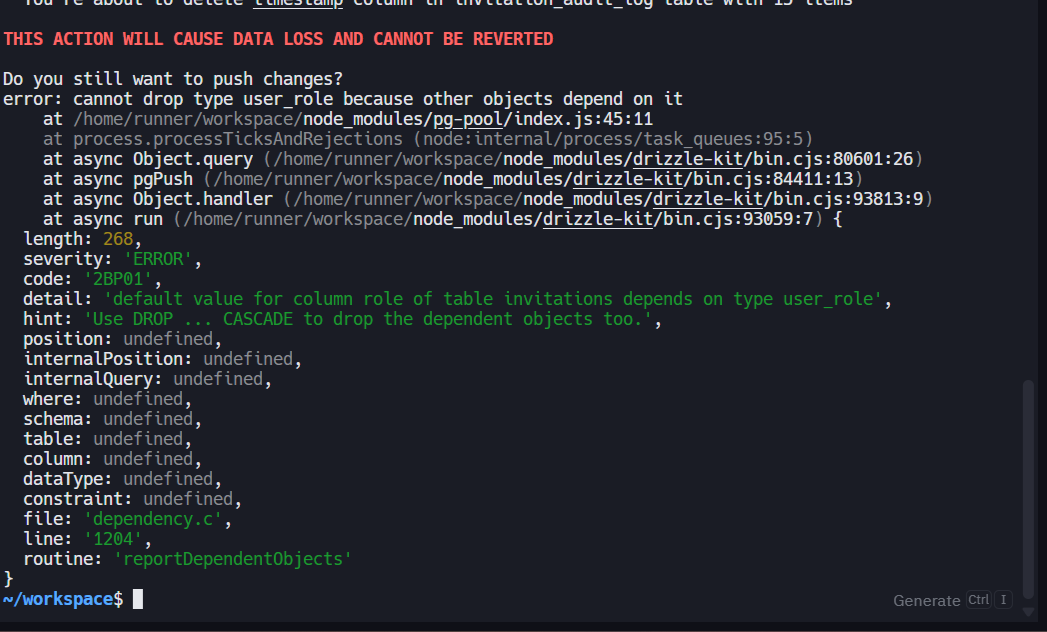 You're about to delete timestamp column in invitation_audit_log table with 15 items
THIS ACTION WILL CAUSE DATA LOSS AND CANNOT BE REVERTED
Do you still want to push changes?
error: cannot drop type user_role because other objects depend on it
    at /home/runner/workspace/node_modules/pg-pool/index.js:45:11
    at process.processTicksAndRejections (node:internal/process/task_queues:95:5)
    at async Object.query (/home/runner/workspace/node_modules/drizzle-kit/bin.cjs:80601:26)
    at async pgPush (/home/runner/workspace/node_modules/drizzle-kit/bin.cjs:84411:13)
    at async Object.handler (/home/runner/workspace/node_modules/drizzle-kit/bin.cjs:93813:9)
    at async run (/home/runner/workspace/node_modules/drizzle-kit/bin.cjs:93059:7) {
  length: 268,
  severity: 'ERROR',
  code: '2BP01',
  detail: 'default value for column role of table invitations depends on type user_role',
  hint: 'Use DROP ... CASCADE to drop the dependent objects too.',
  position: undefined,
  internalPosition: undefined,
  internalQuery: undefined,
  where: undefined,
  schema: undefined,
  table: undefined,
  column: undefined,
  dataType: undefined,
  constraint: undefined,
  file: 'dependency.c',
  line: '1204',
  routine: 'reportDependentObjects'
}
~/workspace$
Generate Ctrl I